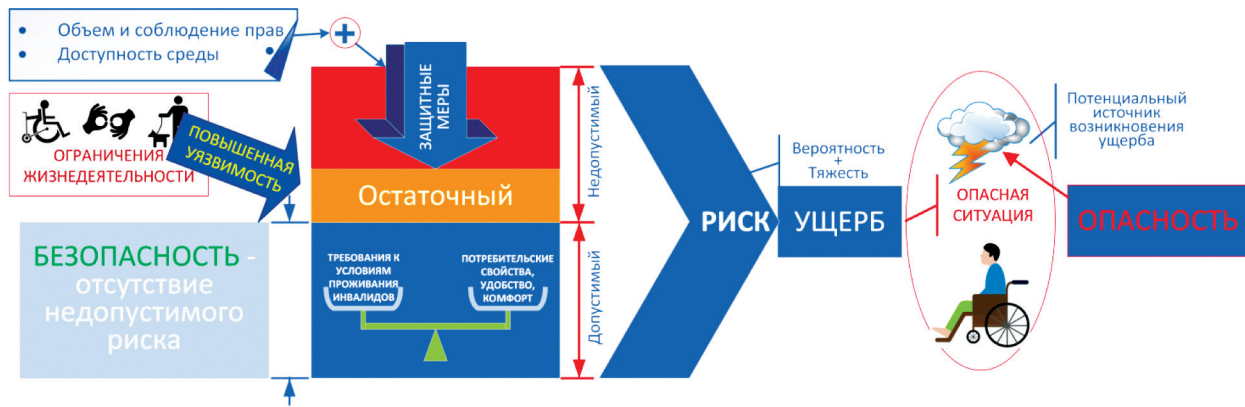 • Объем и соблюдение прав
• Доступность среды
+
ОГРАНИЧЕНИЯ
ЖИЗНЕДЕЯТЕЛЬНОСТИ
ПОВЫШЕННАЯ
УЯЗВИМОСТЬ
БЕЗОПАСНОСТЬ -
отсутствие
недопустимого
риска
ЗАЩИТНЫЕ
МЕРЫ
Остаточный
ТРЕБОВАНИЯ К
УСЛОВИЯМ
ПРОЖИВАНИЯ
ИНВАЛИДОВ
ПОТРЕБИТЕЛЬСКИЕ
СВОЙСТВА,
УДОБСТВО,
КОМФОРТ
Недопустимый
Допустимый
РИСК
Вероятность
+
Тяжесть
УЩЕРБ
ОПАСНАЯ
СИТУАЦИЯ
Потенциальный
источник
возникновения
ущерба
ОПАСНОСТЬ